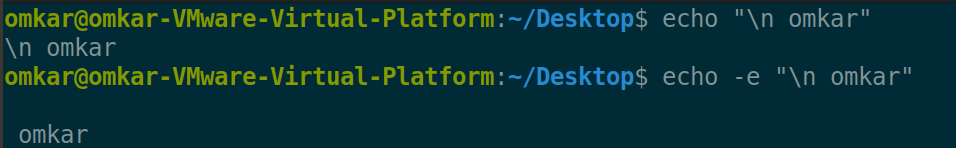 omkar@omkar-VMware-Virtual-Platform:~/Desktop$ echo "\n omkar"
\n omkar
omkar@omkar-VMware-Virtual-Platform:~/Desktop$ echo -e "\n omkar"

 omkar